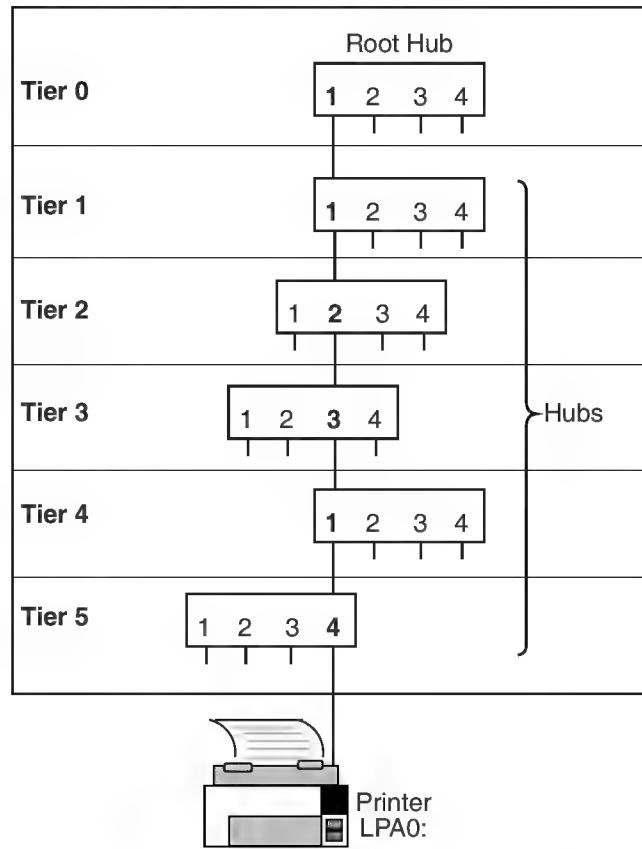 Root Hub
Tier 0
1 2 3 4
Tier 1
1 2 3 4
Tier 2
1 2 3 4
Tier 3
1 2 3 4
Hubs
Tier 4
1 2 3 4
Tier 5
1 2 3 4
Printer
LPA0: